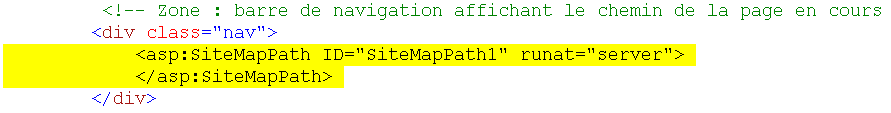 <!-- Zone : barre de navigation affichant le chemin de la page en cours
<div class="nav">
<asp:SiteMapPath ID="SiteMapPath1" runat="server">
</asp:SiteMapPath>
</div>